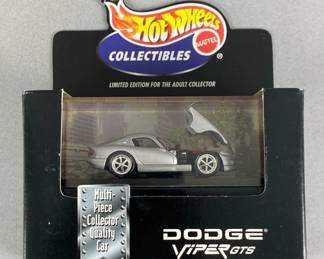 Hot Wheels
MATTEL
COLLECTIBLES®
LIMITED EDITION FOR THE ADULT COLLECTOR
Multi-
Piece
Collector
Quality
Car
DODGE
VIPER GTS